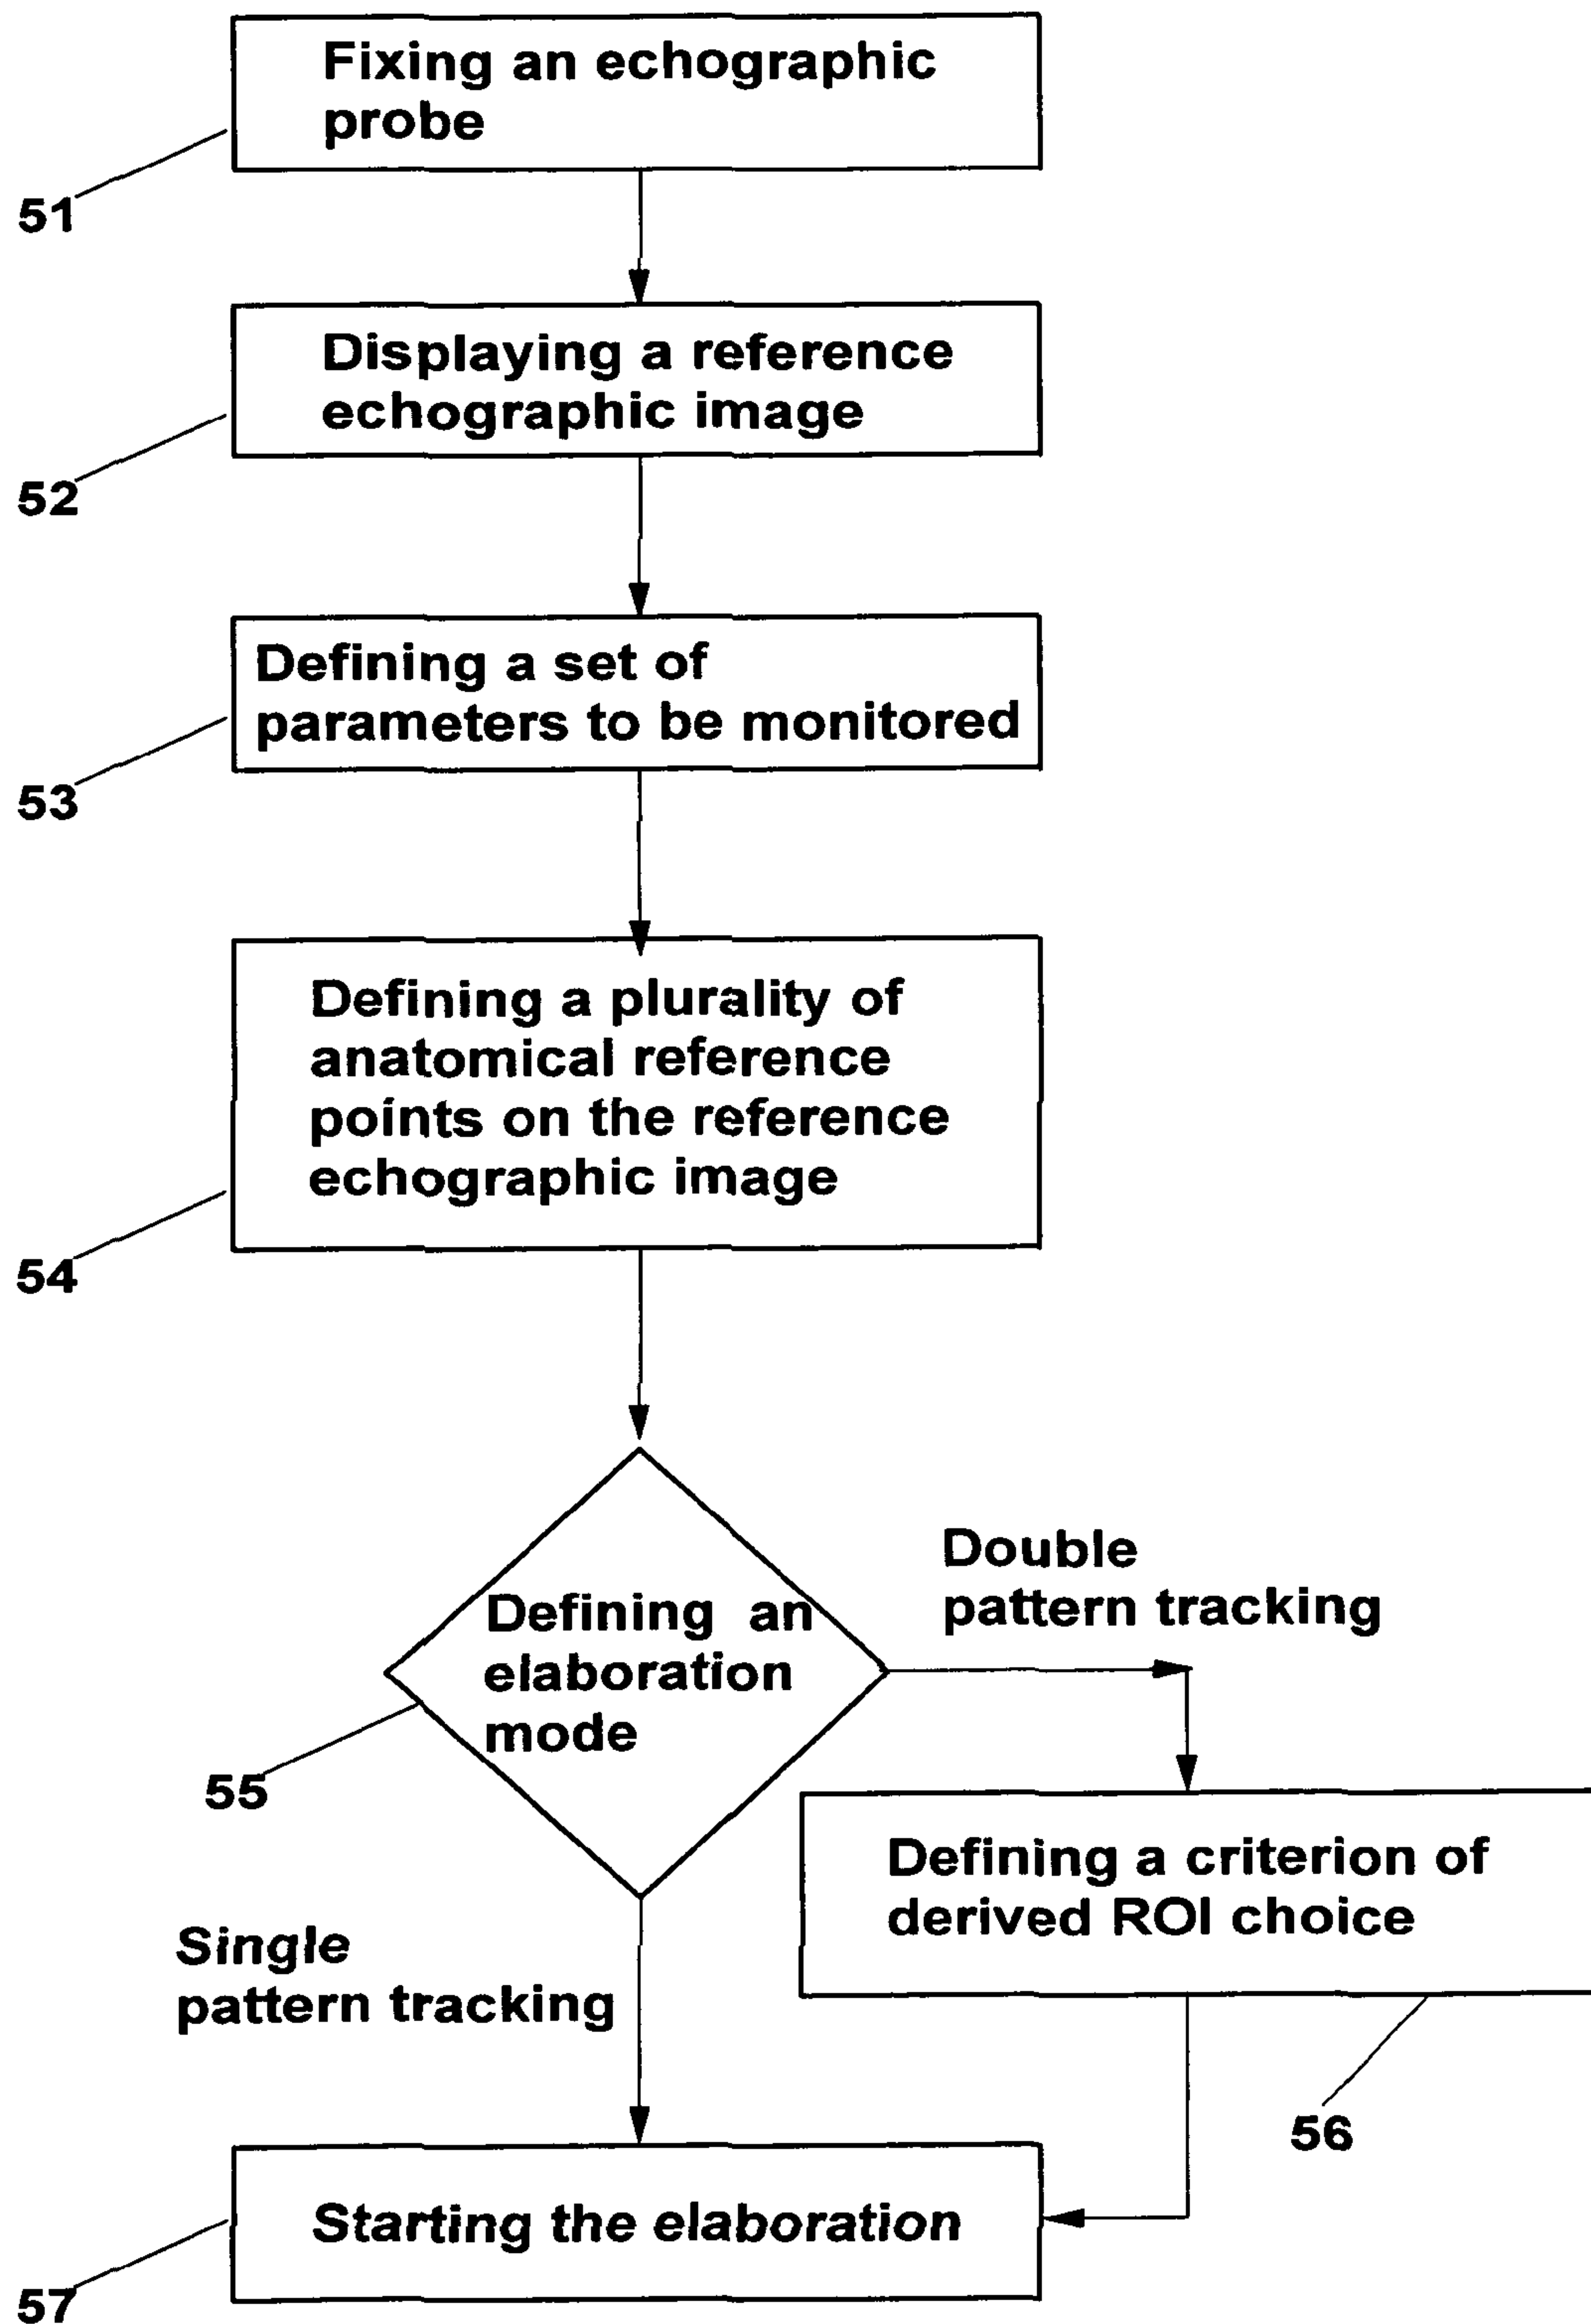 Fixing an echographic
probe
51
Displaying a reference
echographic image
52
Defining a set of
parameters to be monitored
53
Defining a plurality of
anatomical reference
points on the reference
echographic image
54
Defining an
elaboration
mode
55
Double
pattern tracking
Defining a criterion of
derived ROI choice
56
Single
pattern tracking
Starting the elaboration
57